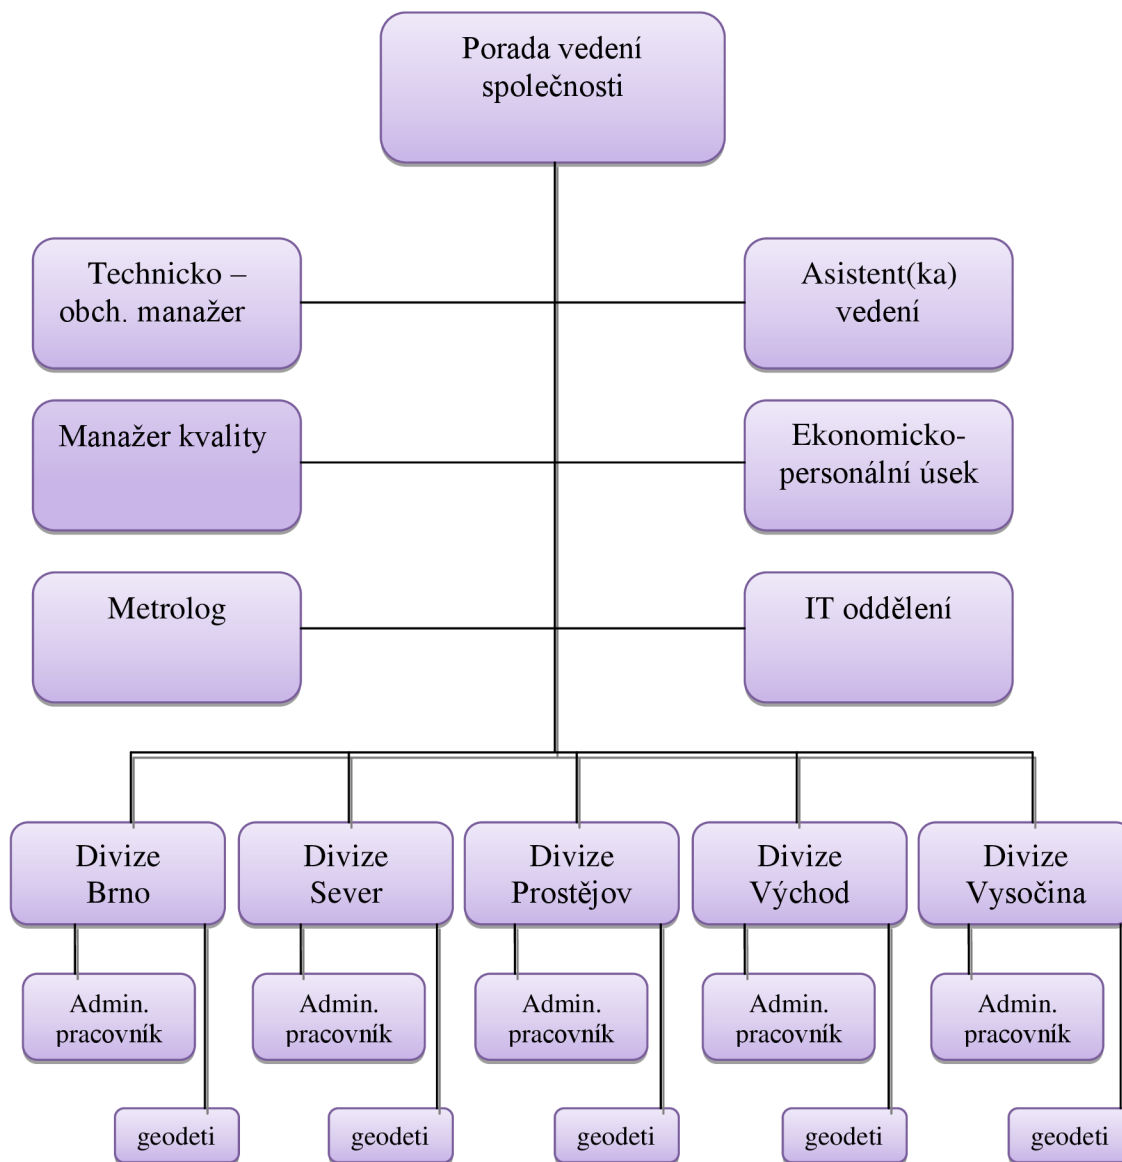 Porada vedení
společnosti
Technicko –
obch. manažer
Asistent(ka)
vedení
Manažer kvality
Ekonomicko-
personální úsek
Metrolog
IT oddělení
Divize
Brno
Divize
Sever
Divize
Prostějov
Divize
Východ
Divize
Vysočina
Admin.
pracovník
Admin.
pracovník
Admin.
pracovník
Admin.
pracovník
Admin.
pracovník
geodeti
geodeti
geodeti
geodeti
geodeti